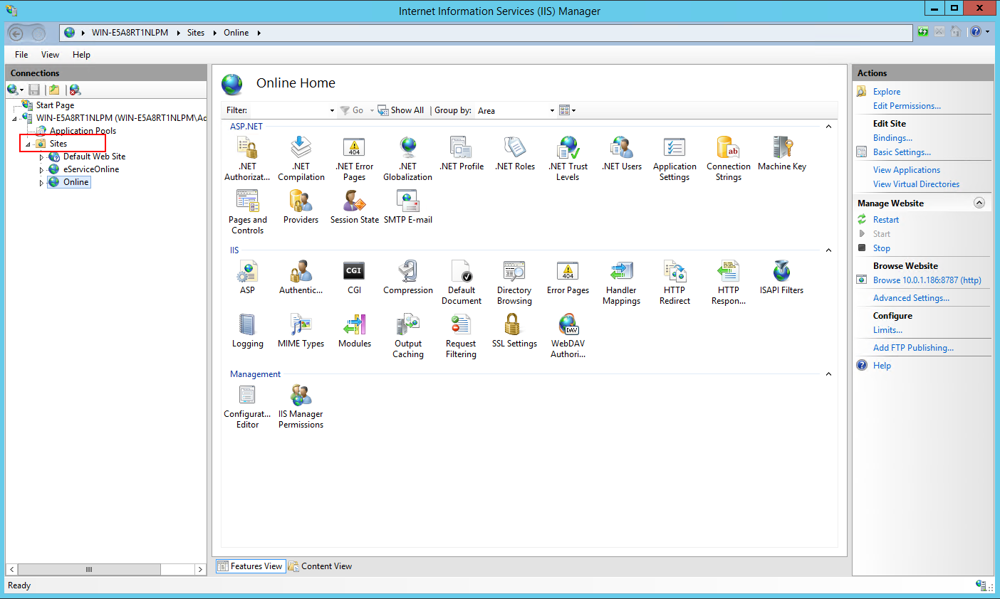 Internet Information Services (IIS) Manager
WIN-E5A8RT1NLPM Sites Online
File View Help
Connections
Start Page
WIN-E5A8RT1NLPM (WIN-E5A8RT1NLPM\Ac
Application Pools
Sites
Default Web Site
eServiceOnline
Online
Online Home
Filter: Go Show All Group by: Area
ASP.NET
.NET Authorizat...
.NET Compilation
.NET Error Pages
.NET Globalization
.NET Profile
.NET Roles
.NET Trust Levels
.NET Users
Application Settings
Connection Strings
Machine Key
Pages and Controls
Providers
Session State
SMTP E-mail
IIS
ASP
Authentic...
CGI
Compression
Default Document
Directory Browsing
Error Pages
Handler Mappings
HTTP Redirect
HTTP Respon...
ISAPI Filters
Logging
MIME Types
Modules
Output Caching
Request Filtering
SSL Settings
WebDAV Authori...
Management
Configurat... Editor
IIS Manager Permissions
Features View Content View
Actions
Explore
Edit Permissions...
Edit Site
Bindings...
Basic Settings...
View Applications
View Virtual Directories
Manage Website
Restart
Start
Stop
Browse Website
Browse 10.0.1.186:8787 (http)
Advanced Settings...
Configure
Limits...
Add FTP Publishing...
Help
Ready